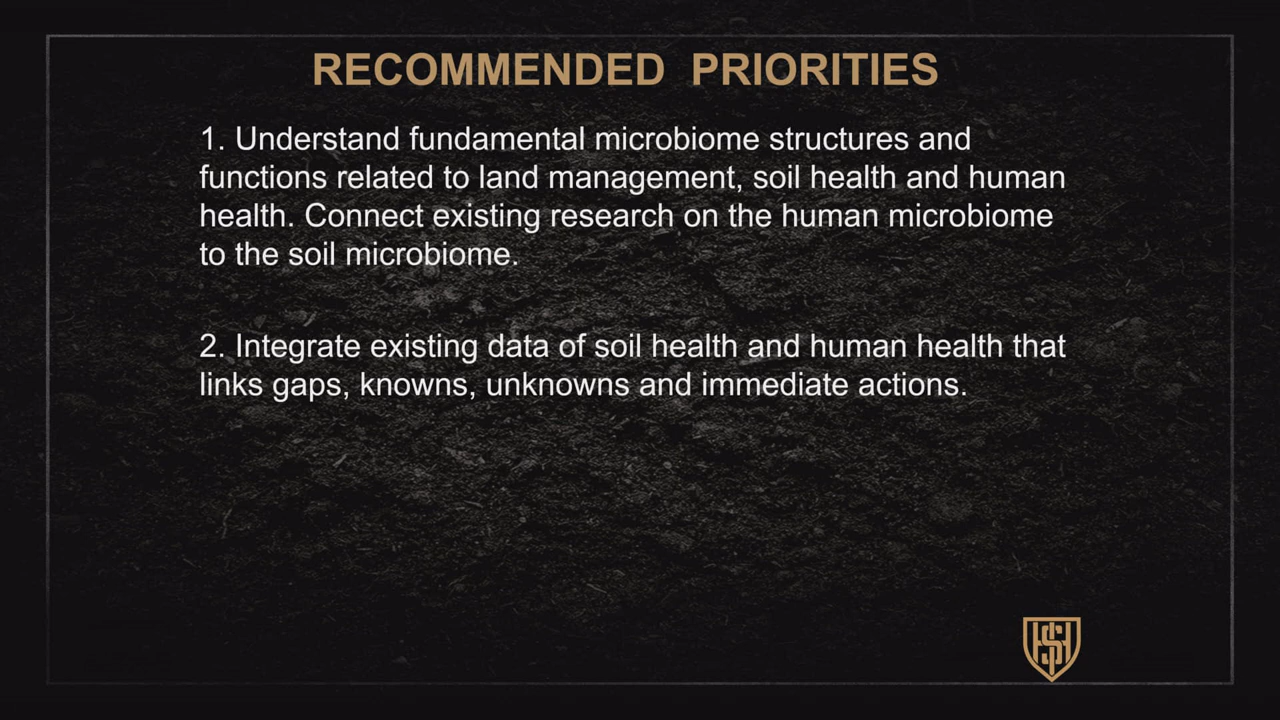 RECOMMENDED PRIORITIES
1. Understand fundamental microbiome structures and
functions related to land management, soil health and human
health. Connect existing research on the human microbiome
to the soil microbiome.
2. Integrate existing data of soil health and human health that
links gaps, knowns, unknowns and immediate actions.